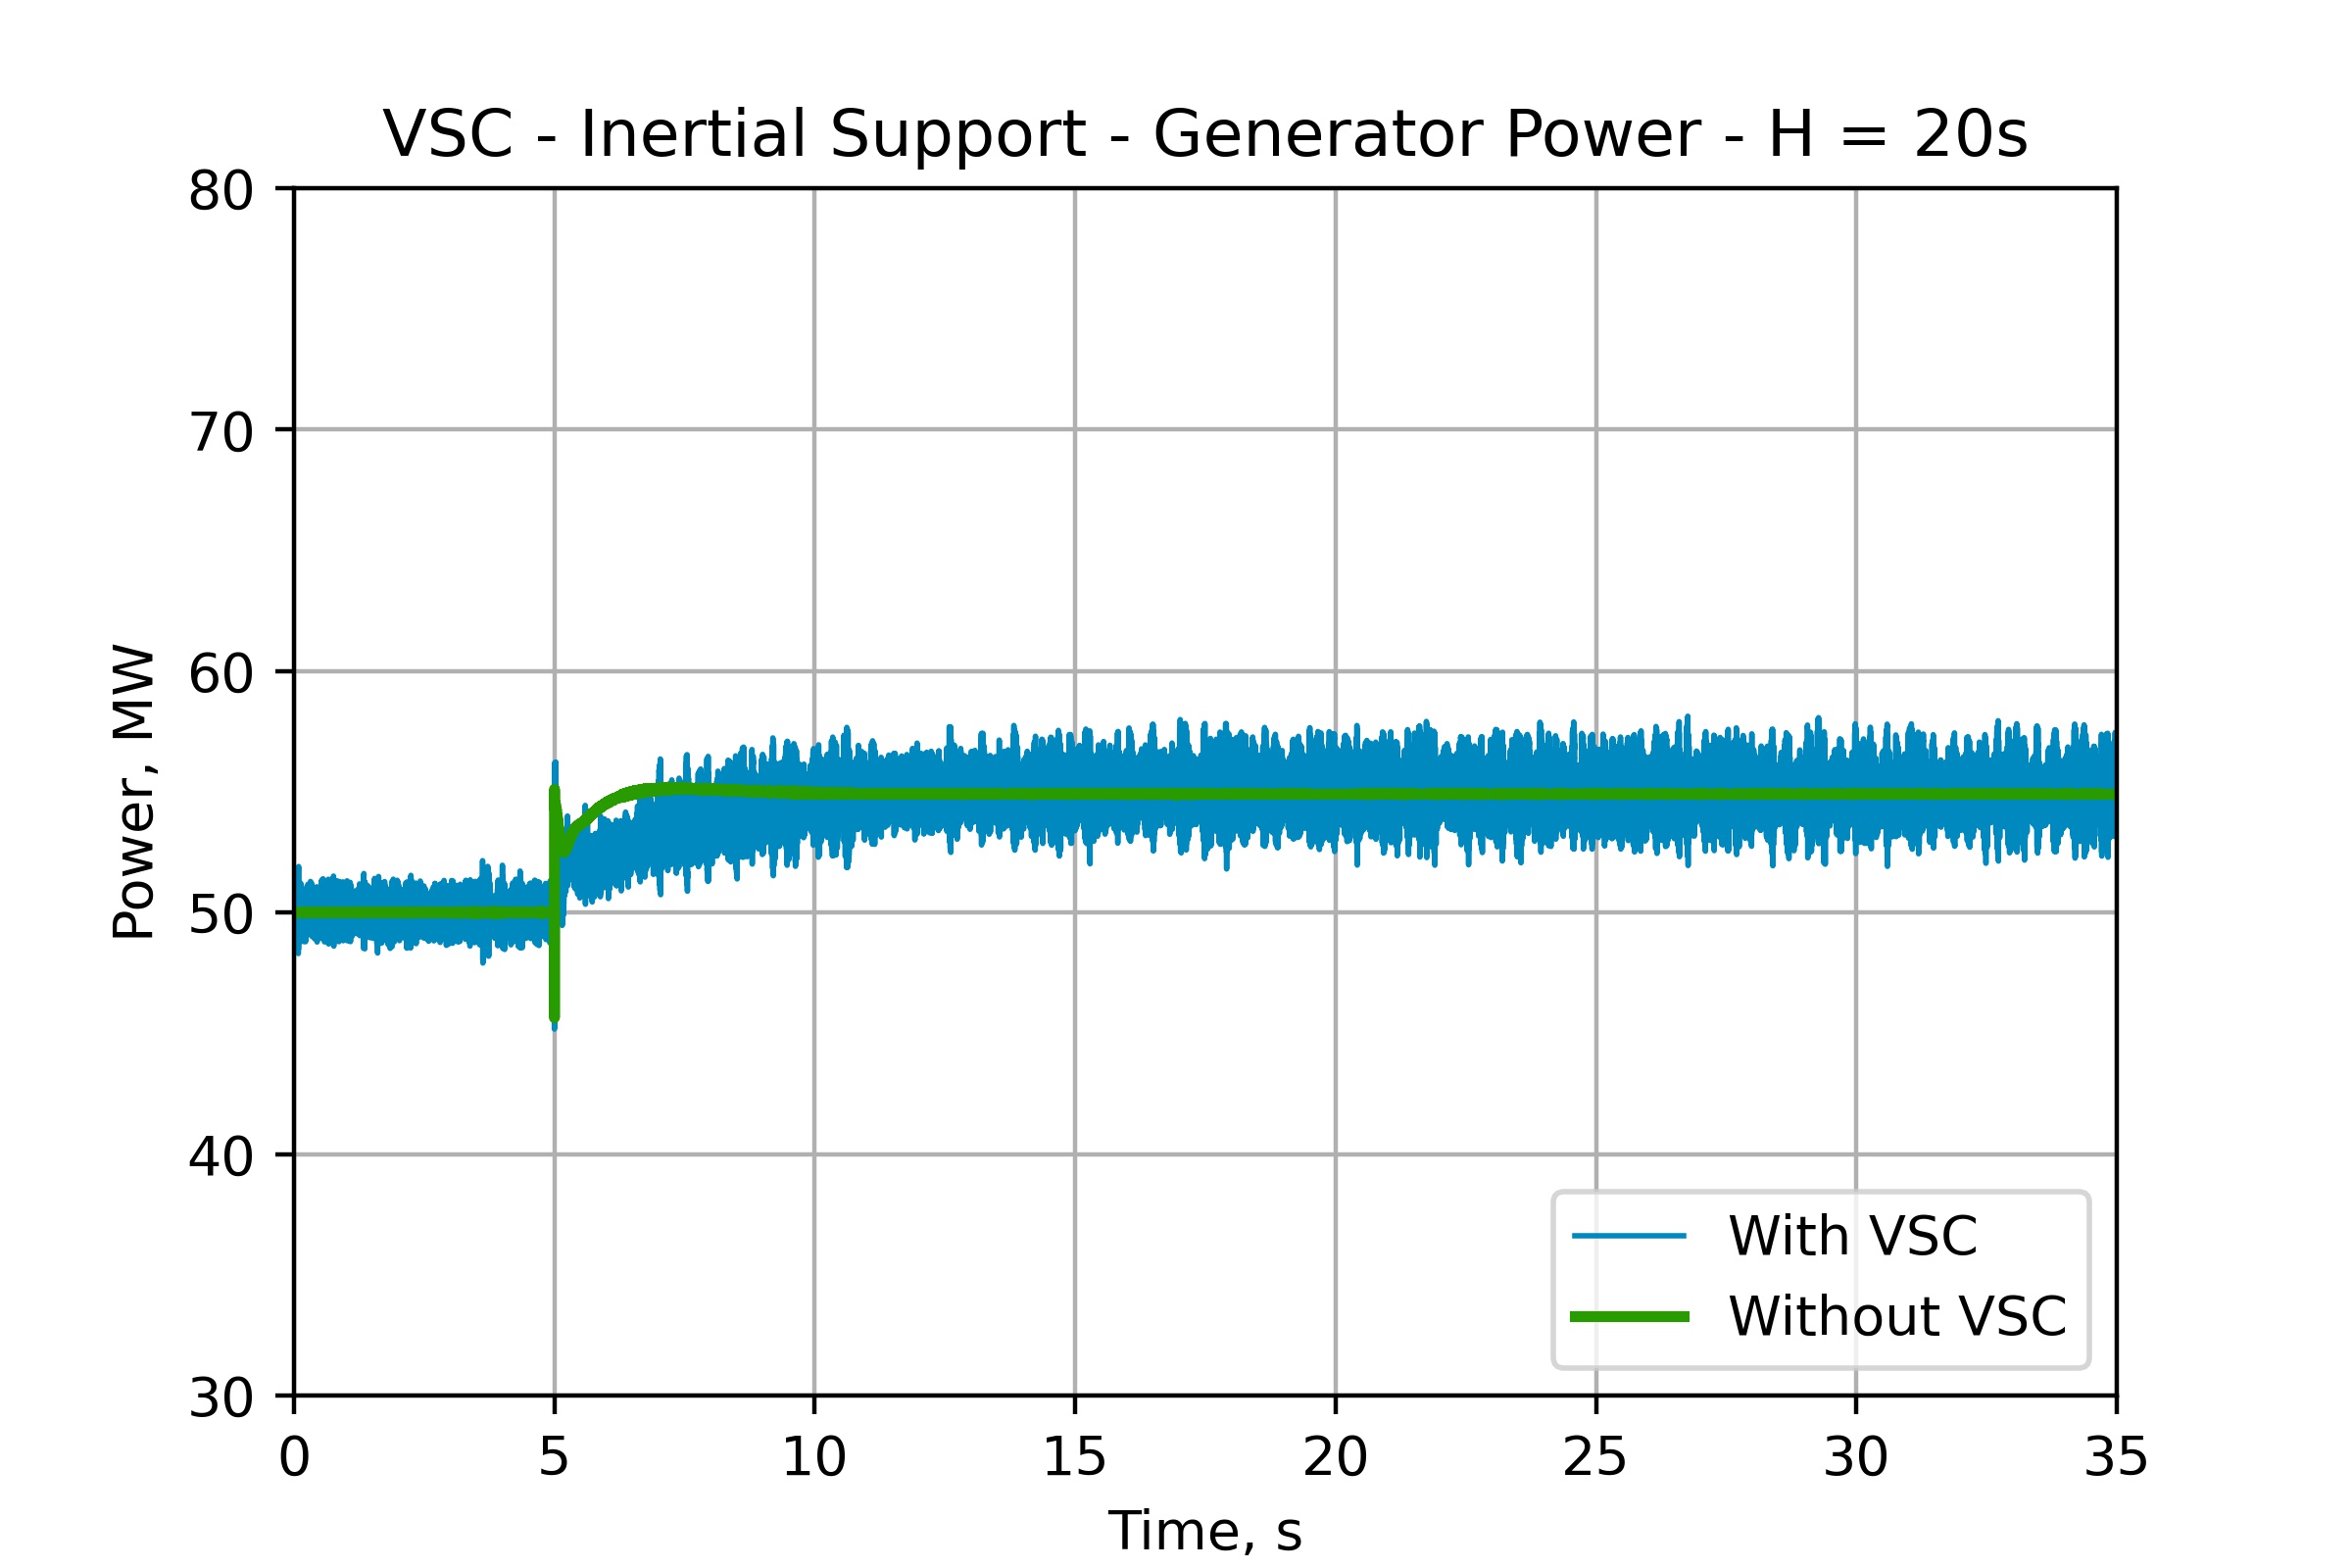 VSC - Inertial Support - Generator Power - H = 20s
80
70
60
50
40
30
Power, MW
With VSC
Without VSC
0 5 10 15 20 25 30 35
Time, s